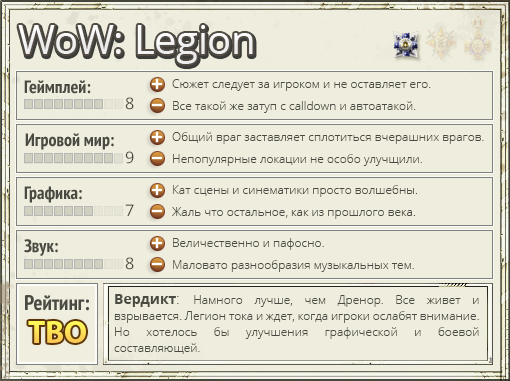 WoW: Legion
Геймплей:
8
Сюжет следует за игроком и не оставляет его.
Все такой же затуп с calldown и автоатакой.
Игровой мир:
9
Общий враг заставляет сплотиться вчерашних врагов.
Непопулярные локации не особо улучшили.
Графика:
7
Кат сцены и синематики просто волшебны.
Жаль что остальное, как из прошлого века.
Звук:
8
Величественно и пафосно.
Маловато разнообразия музыкальных тем.
Рейтинг:
ТВО
Вердикт: Намного лучше, чем Дренор. Все живет и
взрывается. Легион тока и ждет, когда игроки ослабят внимание.
Но хотелось бы улучшения графической и боевой
составляющей.